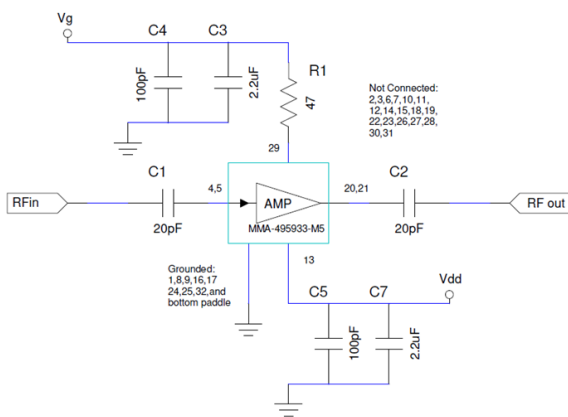 Vg
C4
C3
100pF
2.2uF
R1
47
Not Connected:
2,3,6,7,10,11,
12,14,15,18,19,
22,23,26,27,28,
30,31
29
RFin
C1
20pF
4,5
AMP
MMA-495933-M5
20,21
C2
20pF
RF out
13
Grounded:
1,8,9,16,17
24,25,32,and
bottom paddle
C5
C7
Vdd
100pF
2.2uF